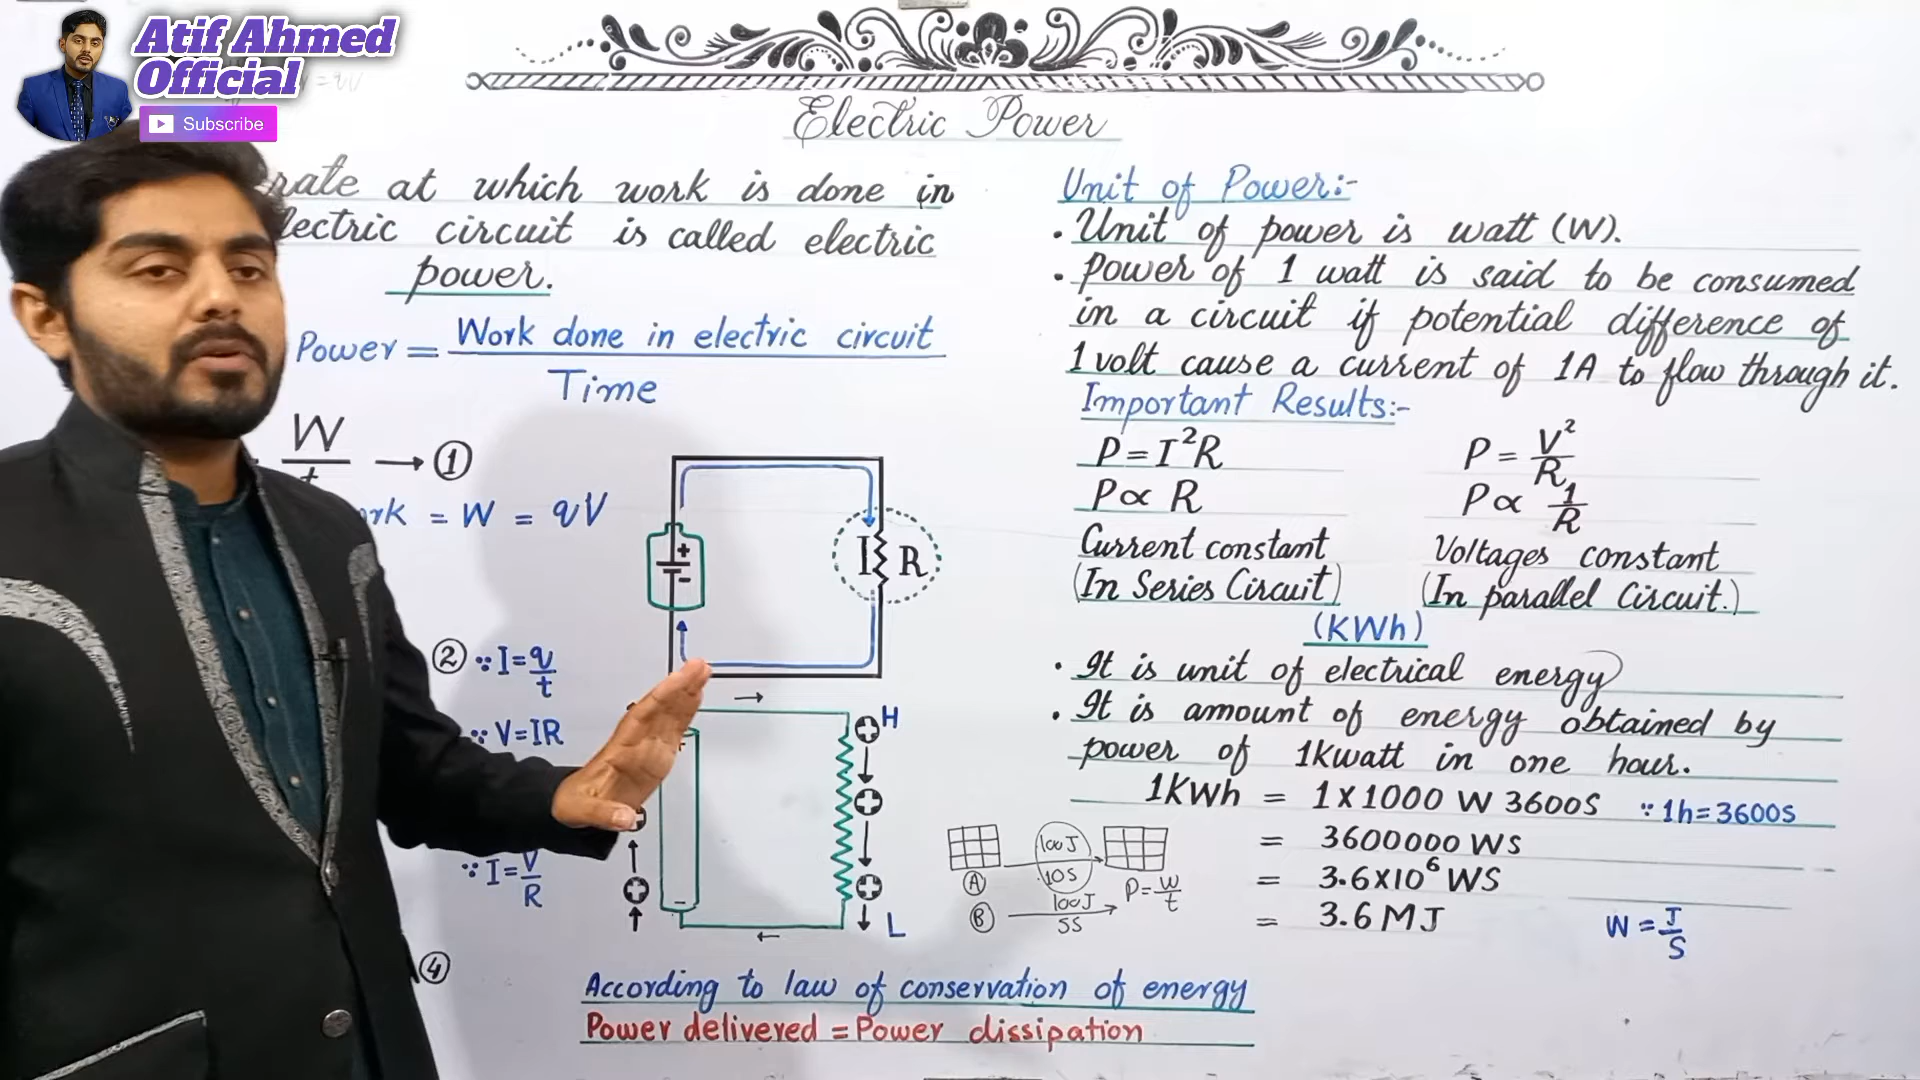 Atif Ahmed
Official
Subscribe
Electric Power
rate at which work is done in
lectric circuit is called electric
power.
Power = Work done in electric circuit
Time
W
t → ①
ork = W = qV
② ∵ I = q
t
∵ V = IR
∵ I = V
R
④
+
-
I R
H
+
-
L
According to law of conservation of energy
Power delivered = Power dissipation
Unit of Power:-
• Unit of power is watt (W).
• Power of 1 watt is said to be consumed
in a circuit if potential difference of
1 volt cause a current of 1A to flow through it.
Important Results:-
P = I²R
P ∝ R
Current constant
(In Series Circuit)
P = V²
R
P ∝ 1
R
Voltages constant
(In parallel Circuit.)
(KWh)
• It is unit of electrical energy
• It is amount of energy obtained by
power of 1Kwatt in one hour.
1KWh = 1 X 1000 W 3600S ∵ 1h = 3600S
= 3600000 WS
= 3.6X10⁶ WS
= 3.6 MJ
W = J
S
100J
10S
Ⓐ
P = W
t
Ⓑ 100J
5S